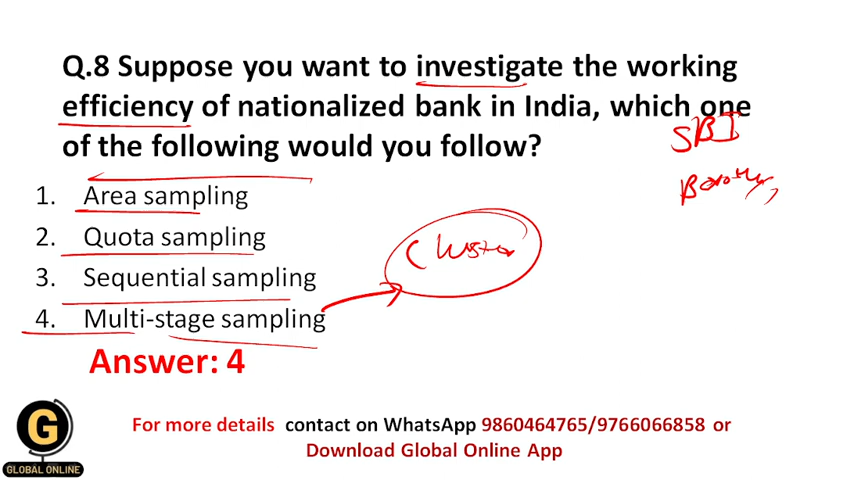 Q.8 Suppose you want to investigate the working
efficiency of nationalized bank in India, which one
of the following would you follow?
SBI
1. Area sampling
2. Quota sampling
3. Sequential sampling
Cluster
4. Multi-stage sampling
Answer: 4
G
GLOBAL ONLINE
For more details contact on WhatsApp 9860464765/9766066858 or
Download Global Online App